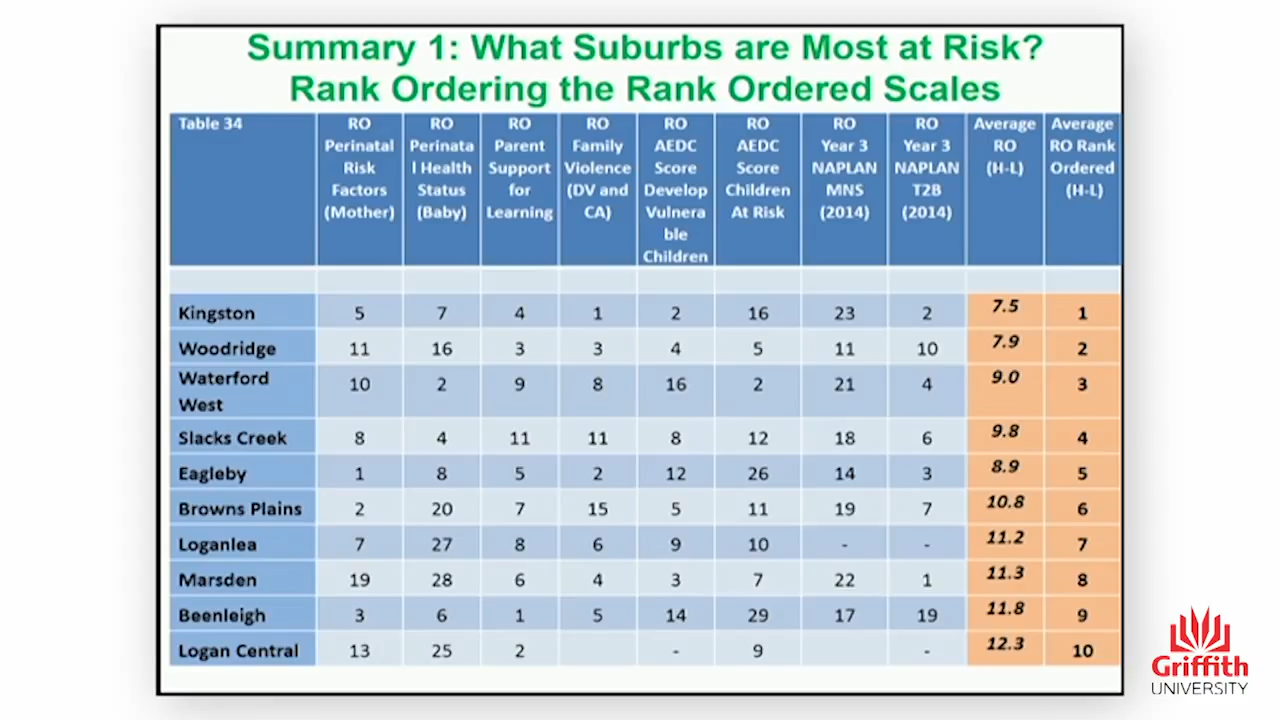 Summary 1: What Suburbs are Most at Risk?
Rank Ordering the Rank Ordered Scales
Table 34 | RO Perinatal Risk Factors (Mother) | RO Perinata l Health Status (Baby) | RO Parent Support for Learning | RO Family Violence (DV and CA) | RO AEDC Score Develop Vulnera ble Children | RO AEDC Score Children At Risk | RO Year 3 NAPLAN MNS (2014) | RO Year 3 NAPLAN T2B (2014) | Average RO (H-L) | Average RO Rank Ordered (H-L)
Kingston 5 7 4 1 2 16 23 2 7.5 1
Woodridge 11 16 3 3 4 5 11 10 7.9 2
Waterford West 10 2 9 8 16 2 21 4 9.0 3
Slacks Creek 8 4 11 11 8 12 18 6 9.8 4
Eagleby 1 8 5 2 12 26 14 3 8.9 5
Browns Plains 2 20 7 15 5 11 19 7 10.8 6
Loganlea 7 27 8 6 9 10 - - 11.2 7
Marsden 19 28 6 4 3 7 22 1 11.3 8
Beenleigh 3 6 1 5 14 29 17 19 11.8 9
Logan Central 13 25 2 - 9 - 12.3 10
Griffith
UNIVERSITY